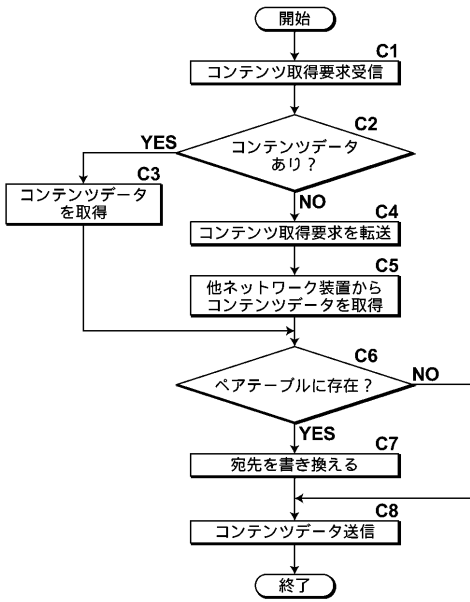 開始
C1
コンテンツ取得要求受信
C2
コンテンツデータ
あり？
YES
NO
C3
コンテンツデータ
を取得
C4
コンテンツ取得要求を転送
C5
他ネットワーク装置から
コンテンツデータを取得
C6
ペアテーブルに存在？
NO
YES
C7
宛先を書き換える
C8
コンテンツデータ送信
終了